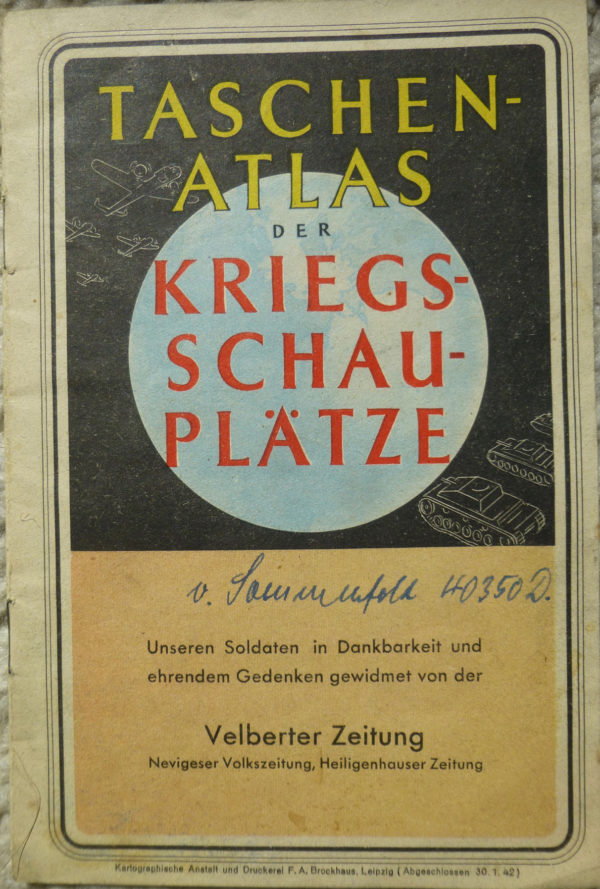 TASCHEN-
ATLAS
DER
KRIEGS-
SCHAU-
PLÄTZE
v. Sommerfeld 40350 D.
Unseren Soldaten in Dankbarkeit und
ehrendem Gedenken gewidmet von der
Velberter Zeitung
Nevigeser Volkszeitung, Heiligenhauser Zeitung
Kartographische Anstalt und Druckerei F. A. Brockhaus, Leipzig (Abgeschlossen 30. 1. 42)